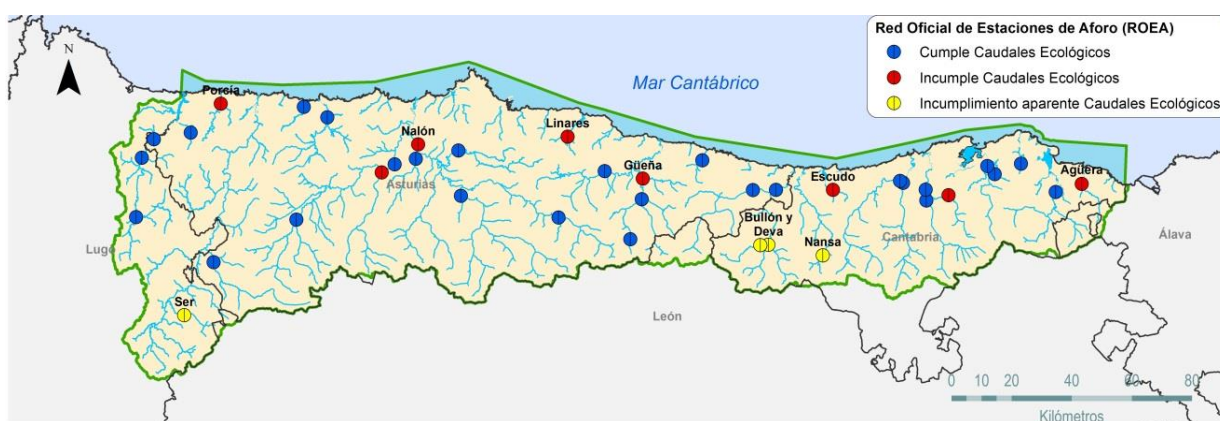 Red Oficial de Estaciones de Aforo (ROEA)
Cumple Caudales Ecológicos
Incumple Caudales Ecológicos
Incumplimiento aparente Caudales Ecológicos
N
Mar Cantábrico
Porcía
Nalón
Linares
Güeña
Escudo
Agüera
Asturias
Bullón y
Deva
Nansa
Cantabria
Lugo
Álava
Ser
León
0 10 20 40 60 80
Kilómetros